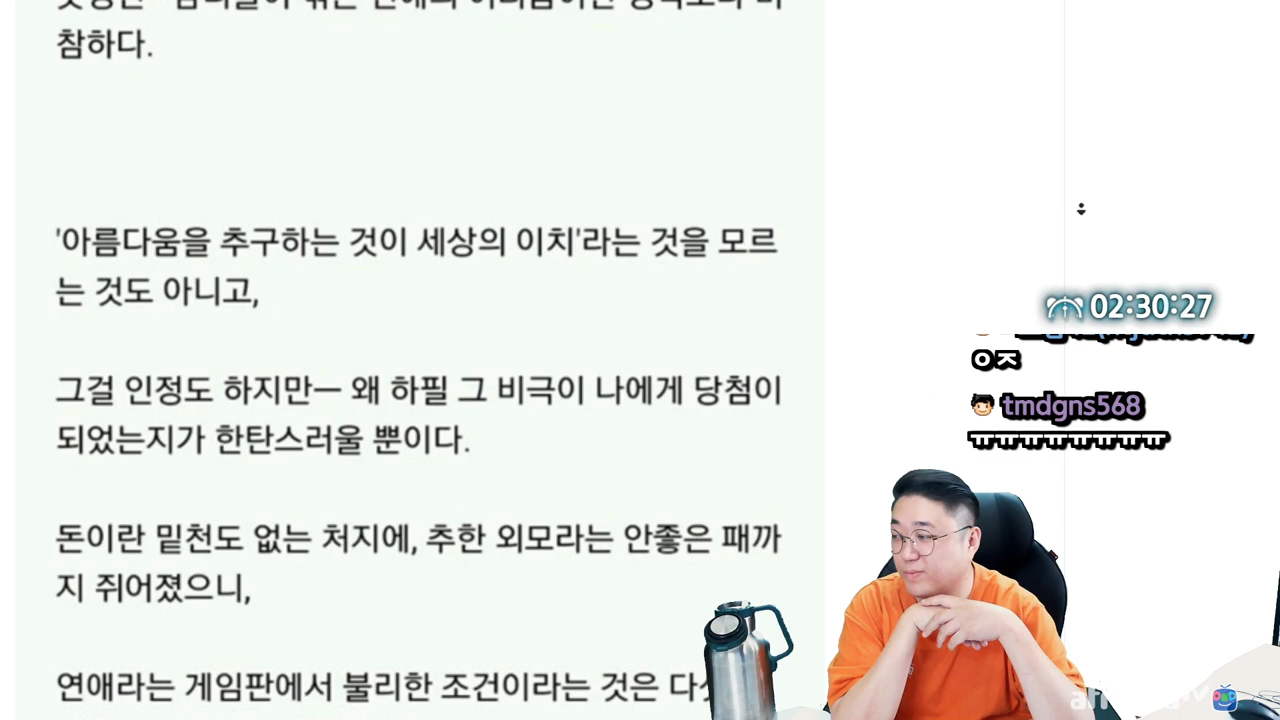 참하다.
'아름다움을 추구하는 것이 세상의 이치'라는 것을 모르
는 것도 아니고,
그걸 인정도 하지만ㅡ 왜 하필 그 비극이 나에게 당첨이
되었는지가 한탄스러울 뿐이다.
돈이란 밑천도 없는 처지에, 추한 외모라는 안좋은 패까
지 쥐어졌으니,
연애라는 게임판에서 불리한 조건이라는 것은
02:30:27
ㅇㅈ
tmdgns568
ㅠㅠㅠㅠㅠㅠㅠㅠㅠ